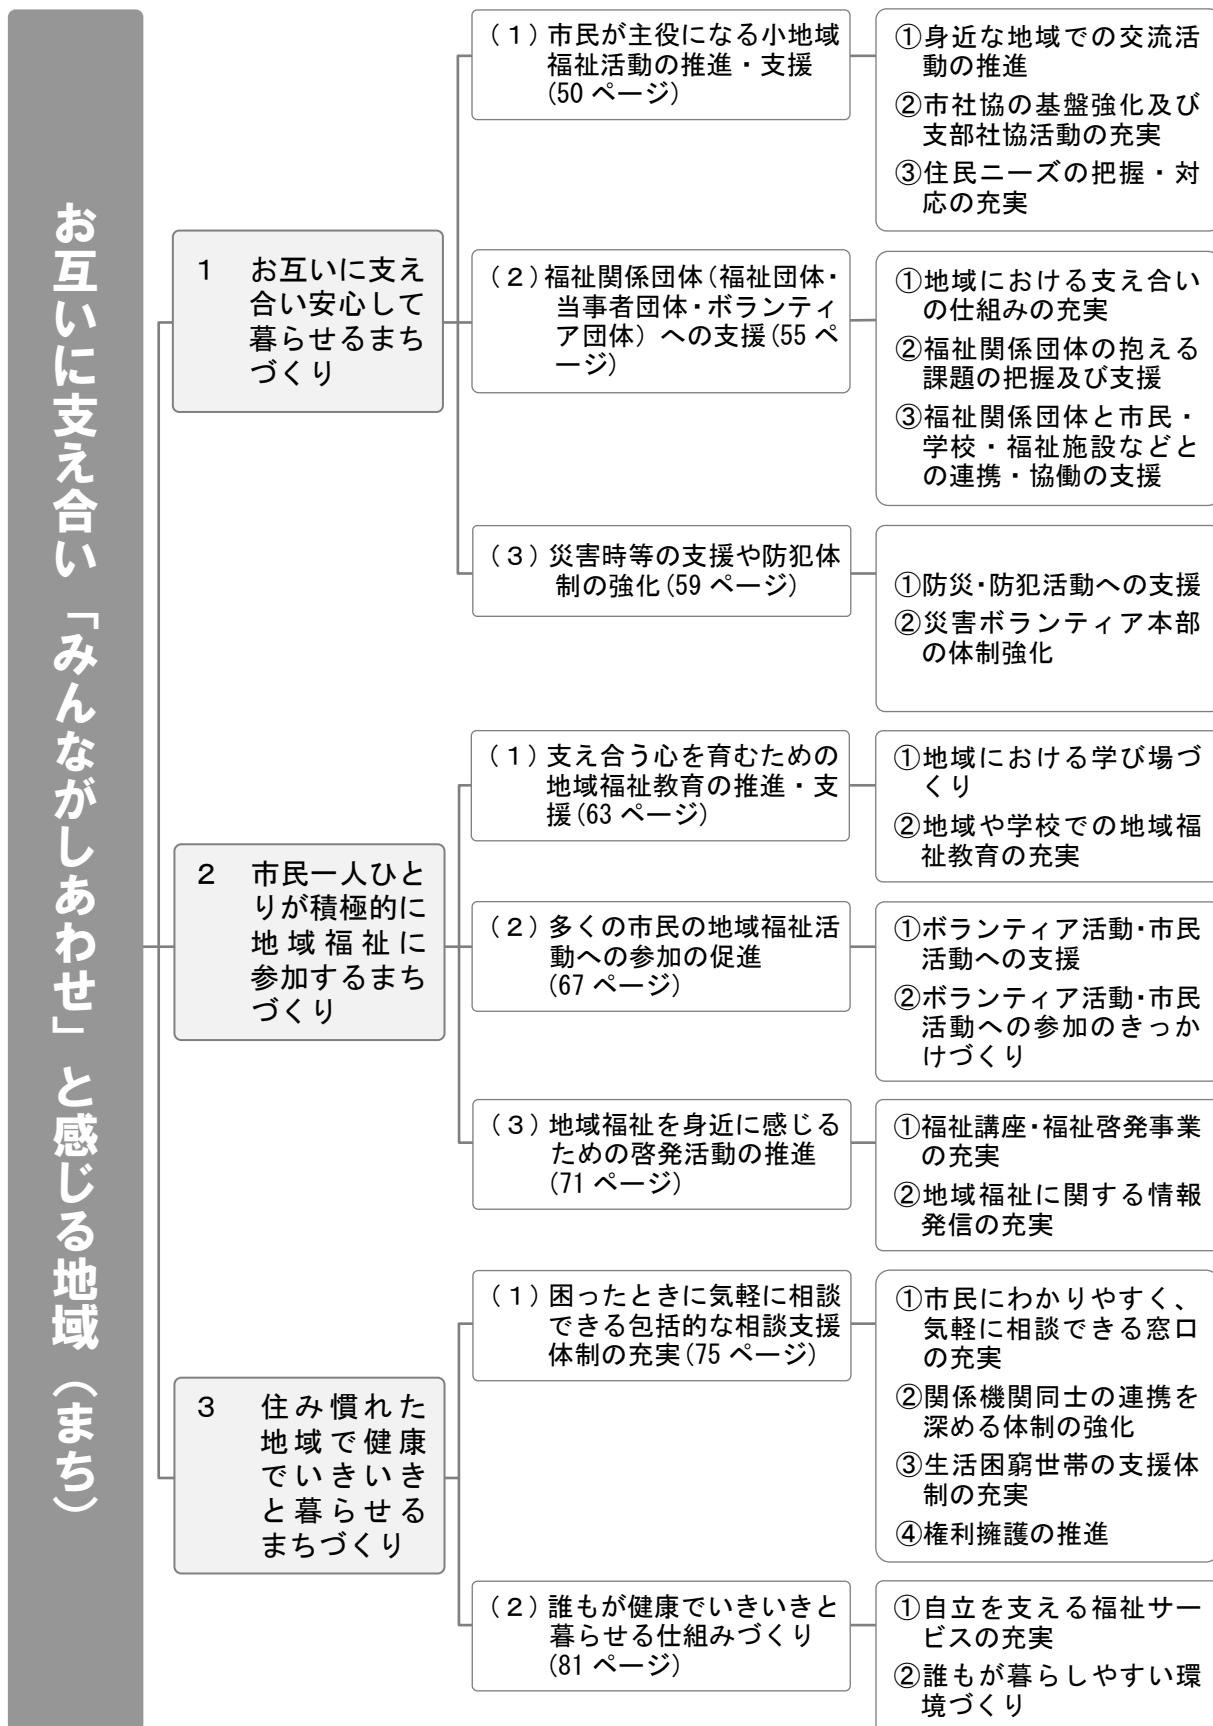 お互いに支え合い「みんながしあわせ」と感じる地域（まち）
１　お互いに支え
合い安心して
暮らせるまち
づくり
（１）市民が主役になる小地域
福祉活動の推進・支援
(50 ページ)
①身近な地域での交流活
動の推進
②市社協の基盤強化及び
支部社協活動の充実
③住民ニーズの把握・対
応の充実
（２）福祉関係団体（福祉団体・
当事者団体・ボランティ
ア団体）への支援(55 ペ
ージ)
①地域における支え合い
の仕組みの充実
②福祉関係団体の抱える
課題の把握及び支援
③福祉関係団体と市民・
学校・福祉施設などと
の連携・協働の支援
（３）災害時等の支援や防犯体
制の強化(59 ページ)
①防災・防犯活動への支援
②災害ボランティア本部
の体制強化
２　市民一人ひと
りが積極的に
地域福祉に
参加するまち
づくり
（１）支え合う心を育むための
地域福祉教育の推進・支
援(63 ページ)
①地域における学び場づ
くり
②地域や学校での地域福
祉教育の充実
（２）多くの市民の地域福祉活
動への参加の促進
(67 ページ)
①ボランティア活動・市民
活動への支援
②ボランティア活動・市民
活動への参加のきっか
けづくり
（３）地域福祉を身近に感じる
ための啓発活動の推進
(71 ページ)
①福祉講座・福祉啓発事業
の充実
②地域福祉に関する情報
発信の充実
３　住み慣れた
地域で健康
でいきいき
と暮らせる
まちづくり
（１）困ったときに気軽に相談
できる包括的な相談支援
体制の充実(75 ページ)
①市民にわかりやすく、
気軽に相談できる窓口
の充実
②関係機関同士の連携を
深める体制の強化
③生活困窮世帯の支援体
制の充実
④権利擁護の推進
（２）誰もが健康でいきいきと
暮らせる仕組みづくり
(81 ページ)
①自立を支える福祉サー
ビスの充実
②誰もが暮らしやすい環
境づくり